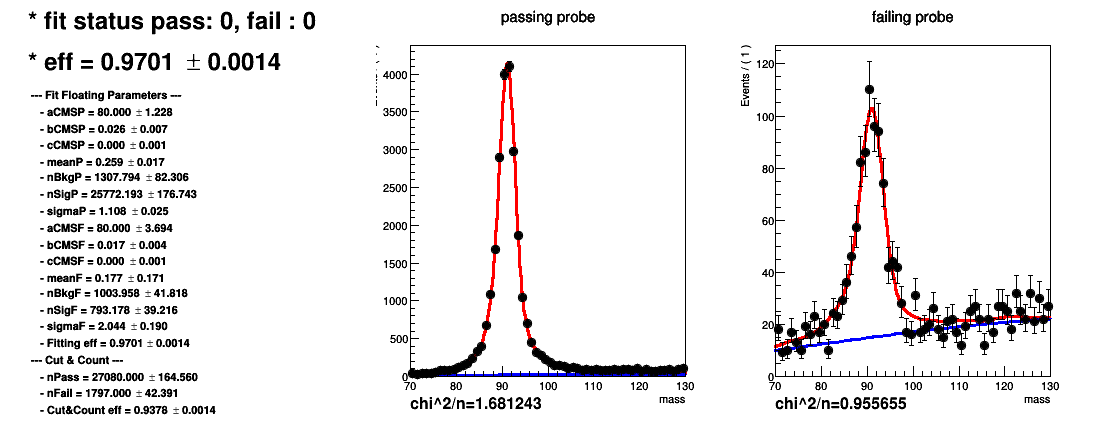 * fit status pass: 0, fail : 0
* eff = 0.9701 ± 0.0014
--- Fit Floating Parameters ---
- aCMSP = 80.000 ± 1.228
- bCMSP = 0.026 ± 0.007
- cCMSP = 0.000 ± 0.001
- meanP = 0.259 ± 0.017
- nBkgP = 1307.794 ± 82.306
- nSigP = 25772.193 ± 176.743
- sigmaP = 1.108 ± 0.025
- aCMSF = 80.000 ± 3.694
- bCMSF = 0.017 ± 0.004
- cCMSF = 0.000 ± 0.001
- meanF = 0.177 ± 0.171
- nBkgF = 1003.958 ± 41.818
- nSigF = 793.178 ± 39.216
- sigmaF = 2.044 ± 0.190
- Fitting eff = 0.9701 ± 0.0014
--- Cut & Count ---
- nPass = 27080.000 ± 164.560
- nFail = 1797.000 ± 42.391
- Cut&Count eff = 0.9378 ± 0.0014
passing probe
4000
3500
3000
2500
2000
1500
1000
500
0
70 80 90 100 110 120 130
mass
chi^2/n=1.681243
failing probe
Events / ( 1 )
120
100
80
60
40
20
0
70 80 90 100 110 120 130
mass
chi^2/n=0.955655